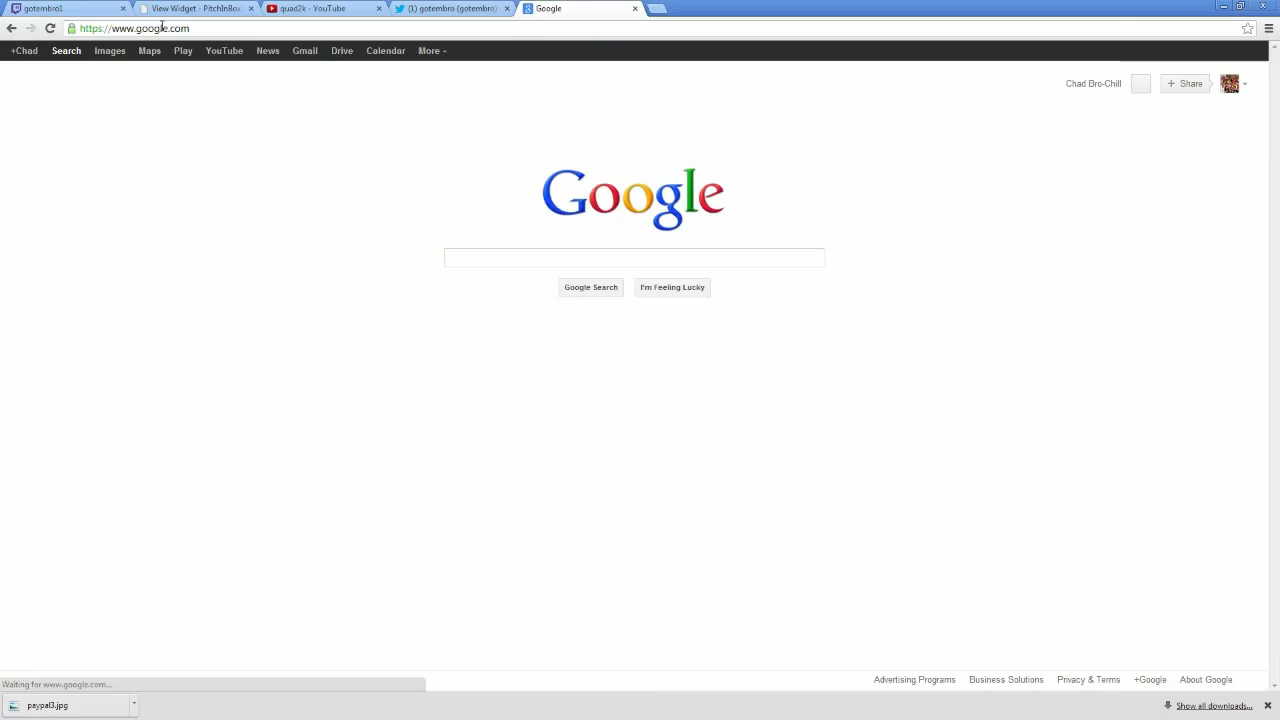 gotembro1
View Widget - PitchInBox
quad2k - YouTube
(1) gotembro (gotembro)
Google
https://www.google.com
+Chad Search Images Maps Play YouTube News Gmail Drive Calendar More
Chad Bro-Chill + Share
Google
Google Search I'm Feeling Lucky
Advertising Programs Business Solutions Privacy & Terms +Google About Google
Waiting for www.google.com...
paypal3.jpg Show all downloads...